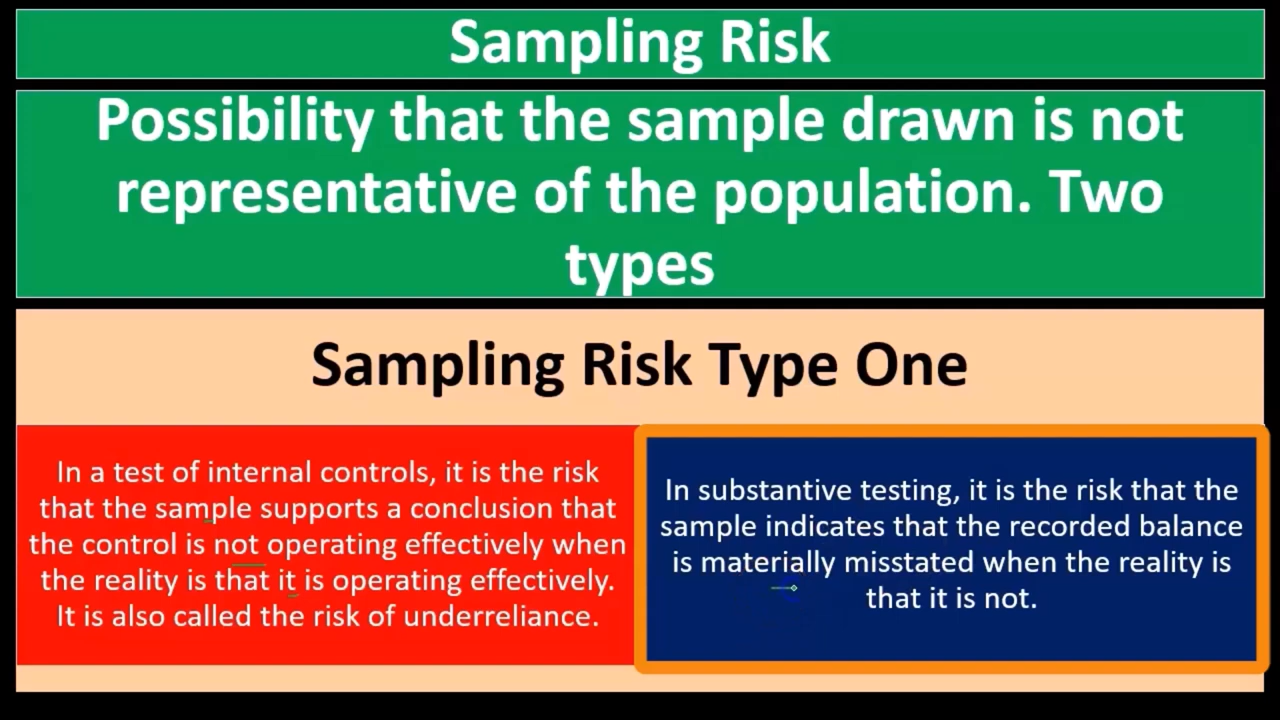 Sampling Risk
Possibility that the sample drawn is not
representative of the population. Two
types
Sampling Risk Type One
In a test of internal controls, it is the risk
that the sample supports a conclusion that
the control is not operating effectively when
the reality is that it is operating effectively.
It is also called the risk of underreliance.
In substantive testing, it is the risk that the
sample indicates that the recorded balance
is materially misstated when the reality is
that it is not.